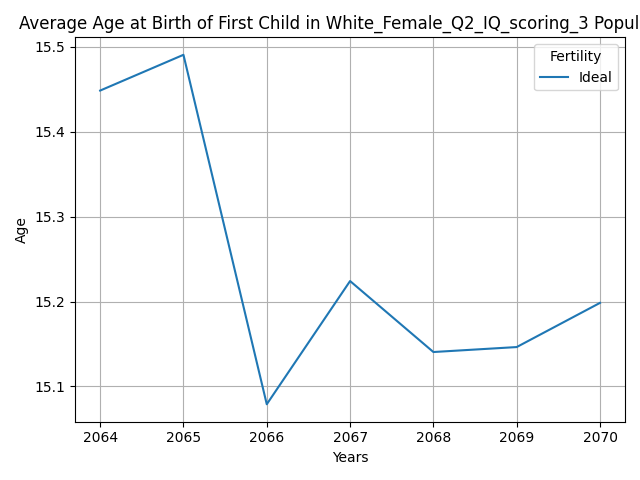 Average Age at Birth of First Child in White_Female_Q2_IQ_scoring_3 Popul
Fertility
Ideal
15.5
15.4
15.3
15.2
15.1
Age
2064 2065 2066 2067 2068 2069 2070
Years